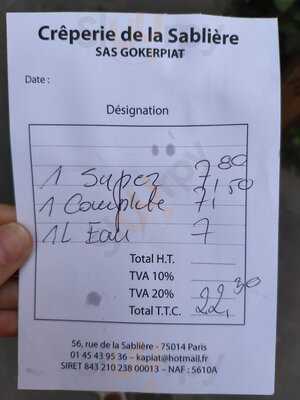 Crêperie de la Sablière
SAS GOKERPIAT
Date :
Désignation
1 Super 7,80
1 Complète 7,50
1L Eau 7
Total H.T.
TVA 10%
TVA 20%
Total T.T.C. 22,30
56, rue de la Sablière - 75014 Paris
01 45 43 95 36 – kapiat@hotmail.fr
SIRET 843 210 238 00013 – NAF : 5610A